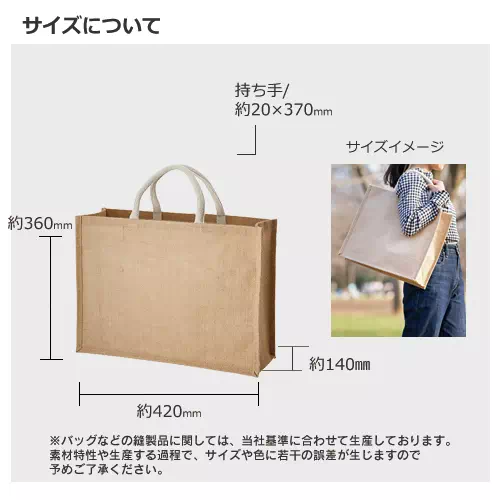 サイズについて
持ち手/
約20×370mm
サイズイメージ
約360mm
約140㎜
約420mm
※バッグなどの縫製品に関しては、当社基準に合わせて生産しております。
素材特性や生産する過程で、サイズや色に若干の誤差が生じますので
予めご了承ください。